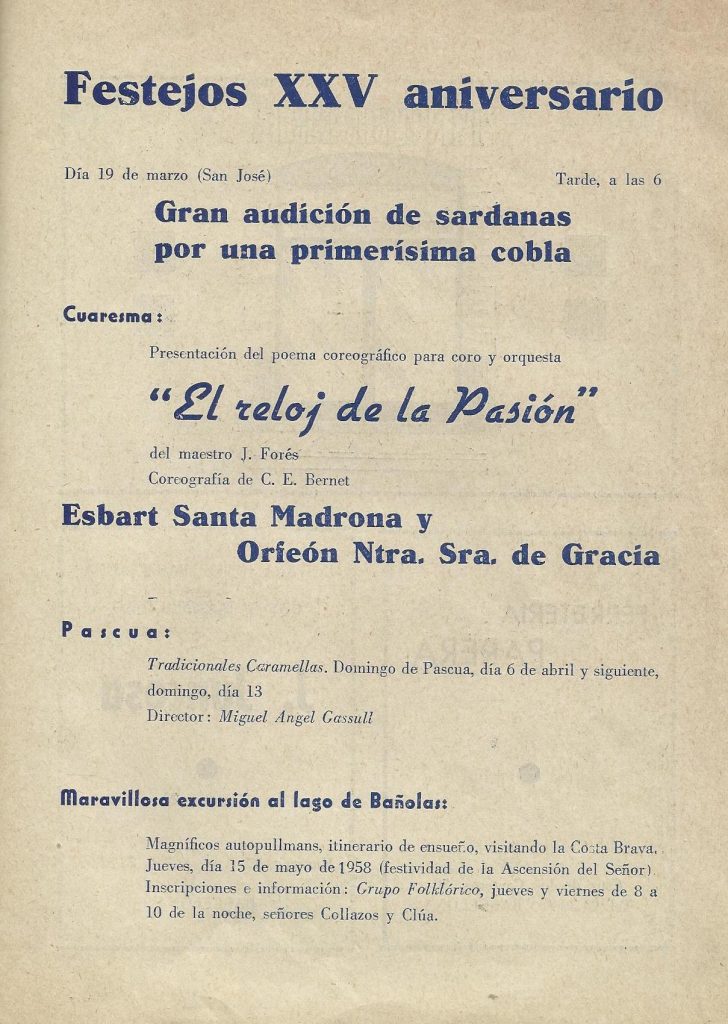 Festejos XXV aniversario
Día 19 de marzo (San José) Tarde, a las 6
Gran audición de sardanas
por una primerísima cobla
Cuaresma:
Presentación del poema coreográfico para coro y orquesta
"El reloj de la Pasión"
del maestro J. Forés
Coreografía de C. E. Bernet
Esbart Santa Madrona y
Orfeón Ntra. Sra. de Gracia
Pascua:
Tradicionales Caramellas. Domingo de Pascua, día 6 de abril y siguiente,
domingo, día 13
Director: Miguel Angel Gassull
Maravillosa excursión al lago de Bañolas:
Magníficos autopullmans, itinerario de ensueño, visitando la Costa Brava.
Jueves, día 15 de mayo de 1958 (festividad de la Ascensión del Señor)
Inscripciones e información: Grupo Folklórico, jueves y viernes de 8 a
10 de la noche, señores Collazos y Clúa.